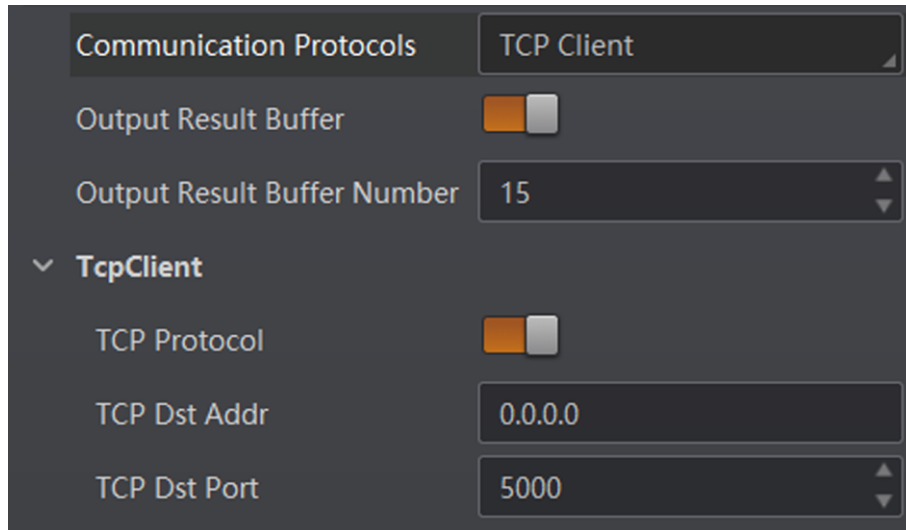 Communication Protocols TCP Client
Output Result Buffer
Output Result Buffer Number 15
TcpClient
TCP Protocol
TCP Dst Addr 0.0.0.0
TCP Dst Port 5000